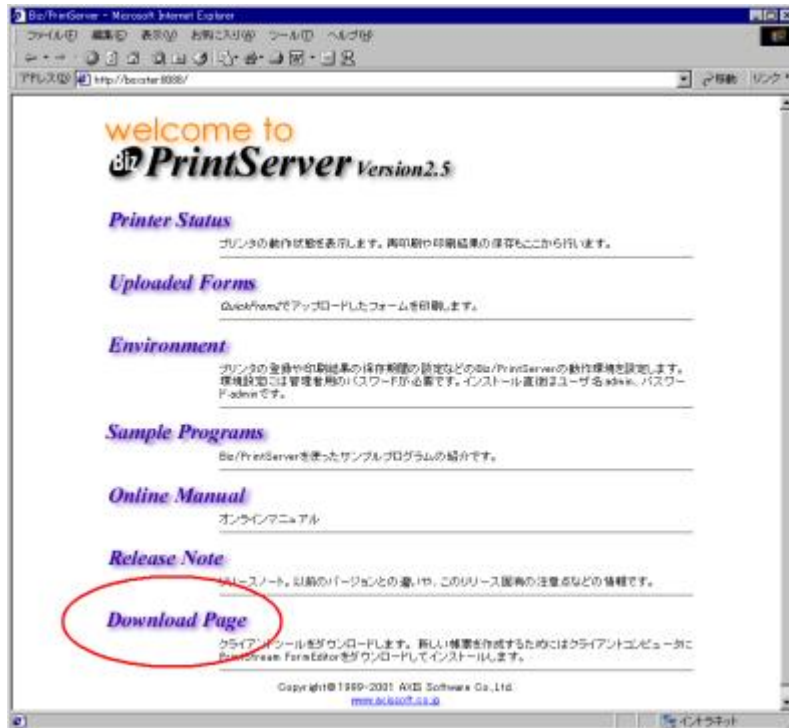 Biz/PrintServer - Microsoft Internet Explorer
ファイル(F) 編集(E) 表示(V) お気に入り(A) ツール(T) ヘルプ(H)
アドレス(D) http://boxster:8088/ 移動 リンク
welcome to
Biz PrintServer Version2.5
Printer Status
プリンタの動作状態を表示します。再印刷や印刷結果の保存もここから行います。
Uploaded Forms
でアップロードしたフォームを印刷します。
Environment
プリンタの登録や印刷結果の保存期間の設定などのBiz/PrintServerの動作環境を設定します。
環境設定には管理者用のパスワードが必要です。インストール直後はユーザ名admin、パスワー
ドadminです。
Sample Programs
Biz/PrintServerを使ったサンプルプログラムの紹介です。
Online Manual
オンラインマニュアル
Release Note
リリースノート。以前のバージョンとの違いや、このリリース固有の注意点などの情報です。
Download Page
クライアントツールをダウンロードします。新しい帳票を作成するためにはクライアントコンピュータに
PrintStream FormEditorをダウンロードしてインストールします。
Copyright© 1999-2001 AXIS Software Co.,Ltd.
www.axissoft.co.jp
イントラネット